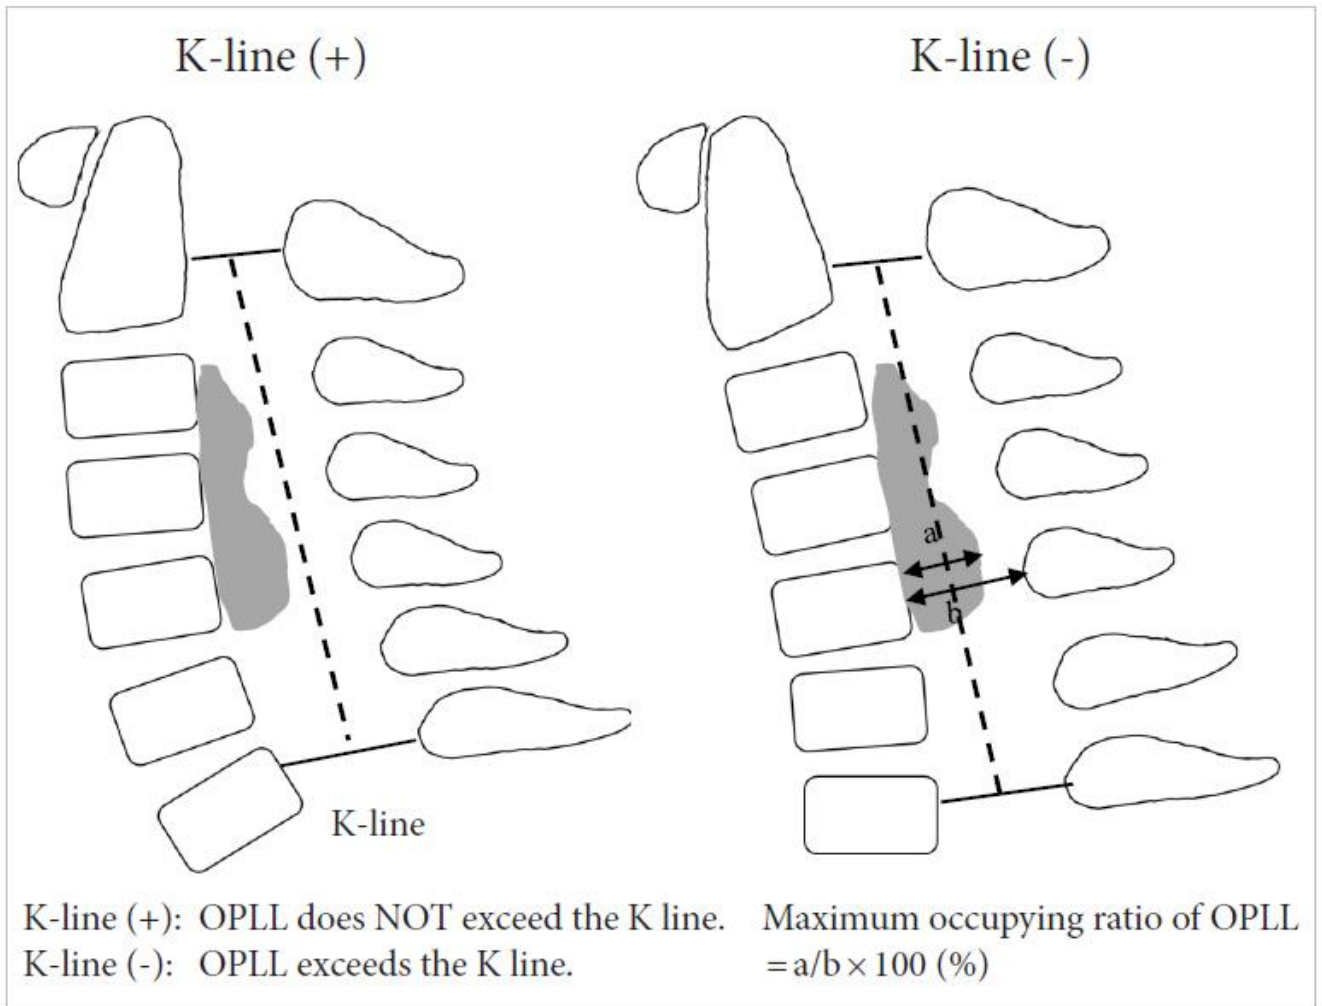 K-line (+)
K-line (-)
a
b
K-line
K-line (+): OPLL does NOT exceed the K line.
K-line (-): OPLL exceeds the K line.
Maximum occupying ratio of OPLL
= a/b × 100 (%)